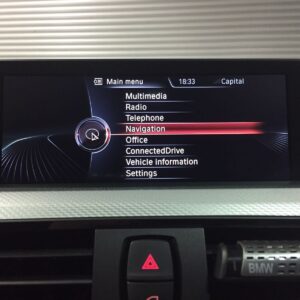 Main menu 18:33 Capital
Multimedia
Radio
Telephone
Navigation
Office
ConnectedDrive
Vehicle information
Settings
BMW